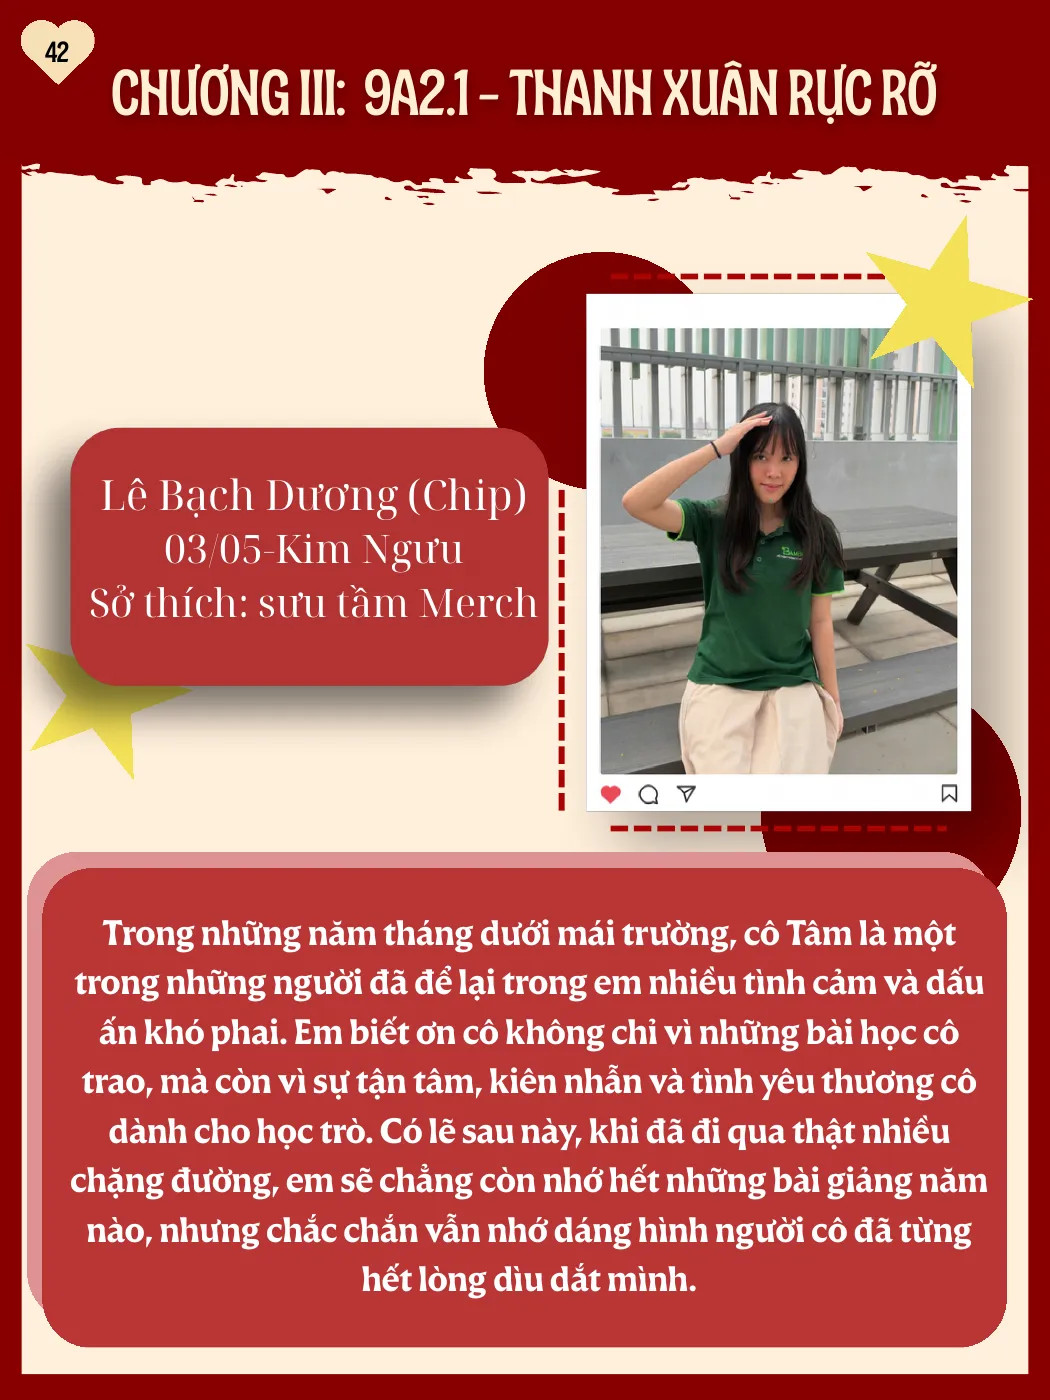 42
CHƯƠNG III: 9A2.1 - THANH XUÂN RỰC RỠ
Lê Bạch Dương (Chip)
03/05-Kim Ngưu
Sở thích: sưu tầm Merch
Trong những năm tháng dưới mái trường, cô Tâm là một
trong những người đã để lại trong em nhiều tình cảm và dấu
ấn khó phai. Em biết ơn cô không chỉ vì những bài học cô
trao, mà còn vì sự tận tâm, kiên nhẫn và tình yêu thương cô
dành cho học trò. Có lẽ sau này, khi đã đi qua thật nhiều
chặng đường, em sẽ chẳng còn nhớ hết những bài giảng năm
nào, nhưng chắc chắn vẫn nhớ dáng hình người cô đã từng
hết lòng dìu dắt mình.